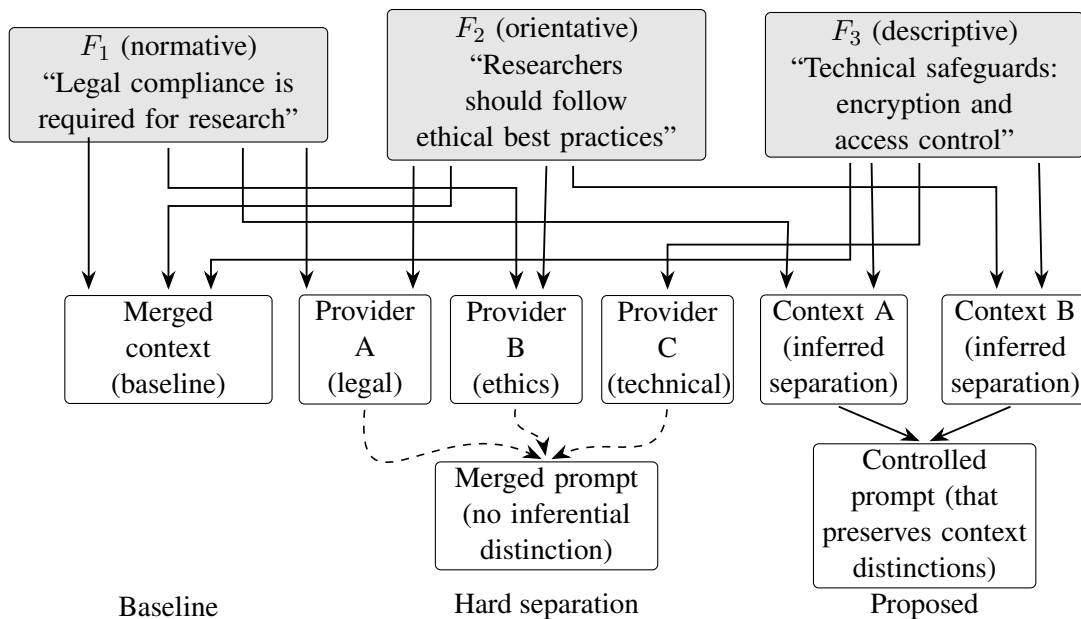 F₁ (normative)
“Legal compliance is
required for research”
F₂ (orientative)
“Researchers
should follow
ethical best practices”
F₃ (descriptive)
“Technical safeguards:
encryption and
access control”
Merged
context
(baseline)
Provider
A
(legal)
Provider
B
(ethics)
Provider
C
(technical)
Context A
(inferred
separation)
Context B
(inferred
separation)
Merged prompt
(no inferential
distinction)
Controlled
prompt (that
preserves context
distinctions)
Baseline
Hard separation
Proposed